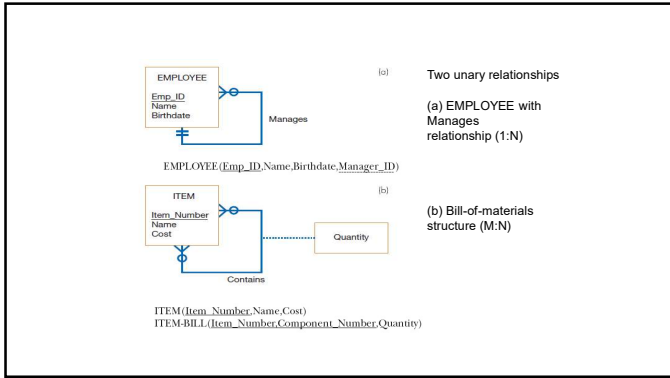 EMPLOYEE
Emp_ID
Name
Birthdate
Manages
(a)
EMPLOYEE(Emp_ID,Name,Birthdate,Manager_ID)
ITEM
Item_Number
Name
Cost
Quantity
Contains
(b)
ITEM(Item_Number,Name,Cost)
ITEM-BILL(Item_Number,Component_Number,Quantity)
Two unary relationships
(a) EMPLOYEE with
Manages
relationship (1:N)
(b) Bill-of-materials
structure (M:N)